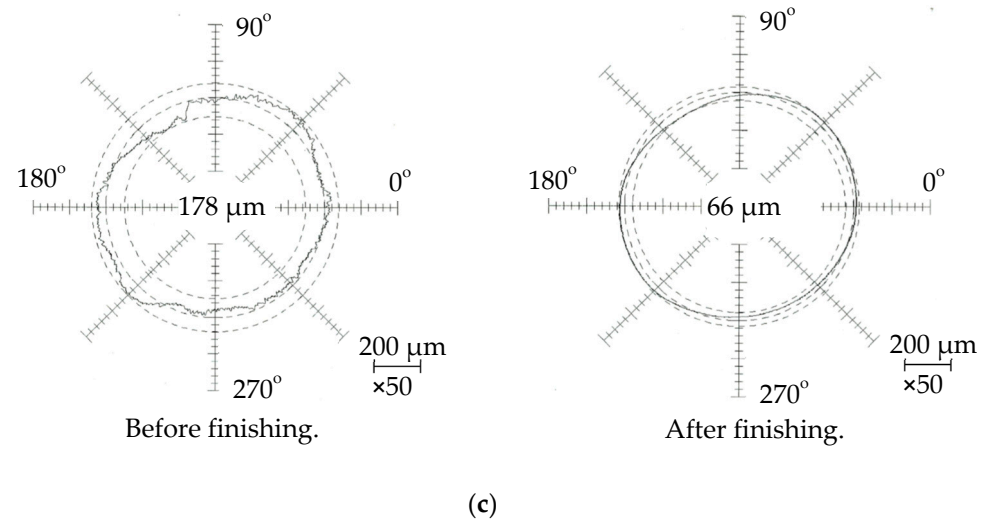 90°
180°
0°
178 μm
200 μm
×50
270°
Before finishing.
90°
180°
0°
66 μm
200 μm
×50
270°
After finishing.
(c)